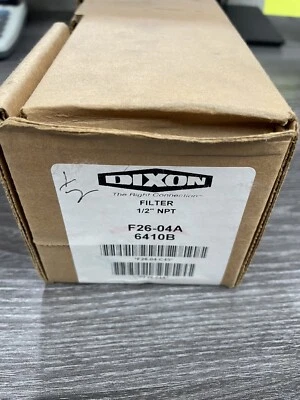 DIXON
The Right Connection
FILTER
1/2" NPT
F26-04A
6410B